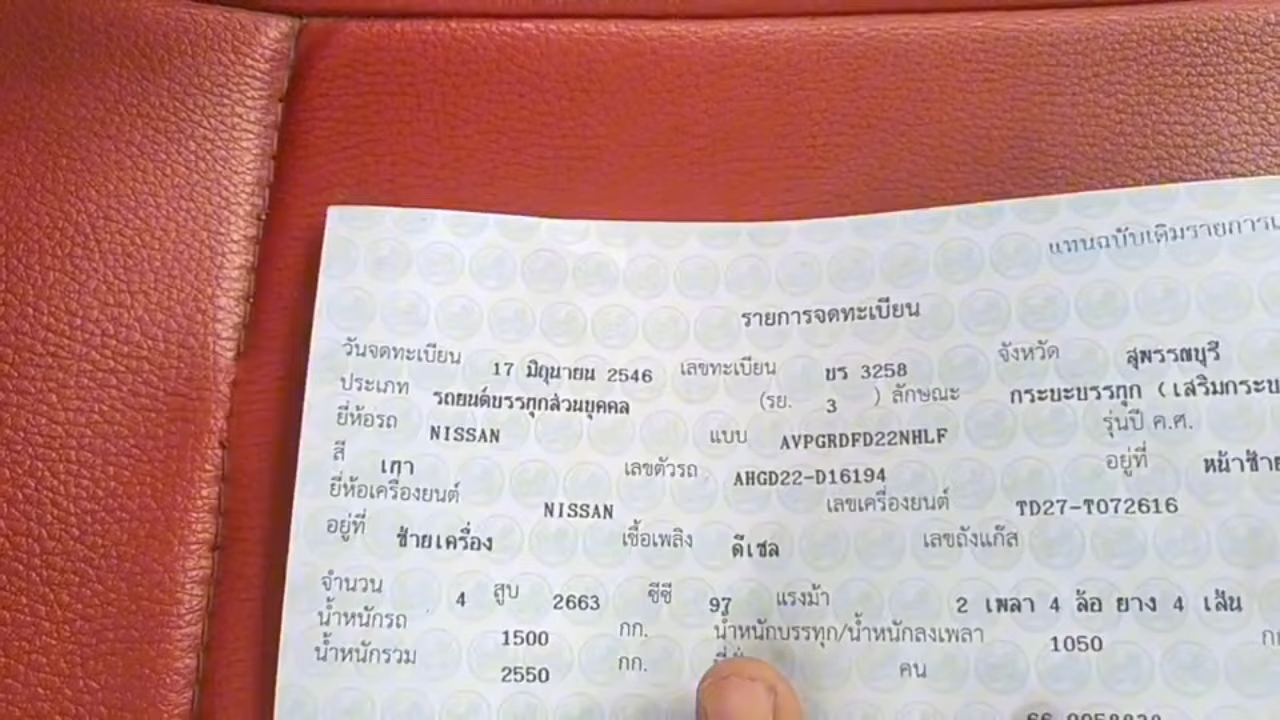 แทนฉบับเดิมรายการ
รายการจดทะเบียน
วันจดทะเบียน 17 มิถุนายน 2546 เลขทะเบียน บร 3258 จังหวัด สุพรรณบุรี
ประเภท รถยนต์บรรทุกส่วนบุคคล (รย. 3 ) ลักษณะ กระบะบรรทุก (เสริมกระบ
ยี่ห้อรถ NISSAN แบบ AVPGRDFD22NHLF รุ่นปี ค.ศ.
สี เทา เลขตัวรถ AHGD22-D16194 อยู่ที่ หน้าซ้าย
ยี่ห้อเครื่องยนต์ NISSAN เลขเครื่องยนต์ TD27-T072616
อยู่ที่ ซ้ายเครื่อง เชื้อเพลิง ดีเซล เลขถังแก๊ส
จำนวน 4 สูบ 2663 ซีซี 97 แรงม้า 2 เพลา 4 ล้อ ยาง 4 เส้น
น้ำหนักรถ 1500 กก. น้ำหนักบรรทุก/น้ำหนักลงเพลา 1050 กก
น้ำหนักรวม 2550 กก. คน